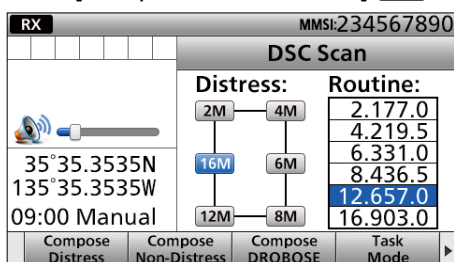 RX MMSI:234567890
DSC Scan
Distress: Routine:
2M 4M 2.177.0
4.219.5
16M 6M 6.331.0
8.436.5
12.657.0
12M 8M 16.903.0
35°35.3535N
135°35.3535W
09:00 Manual
Compose Distress
Compose Non-Distress
Compose DROBOSE
Task Mode